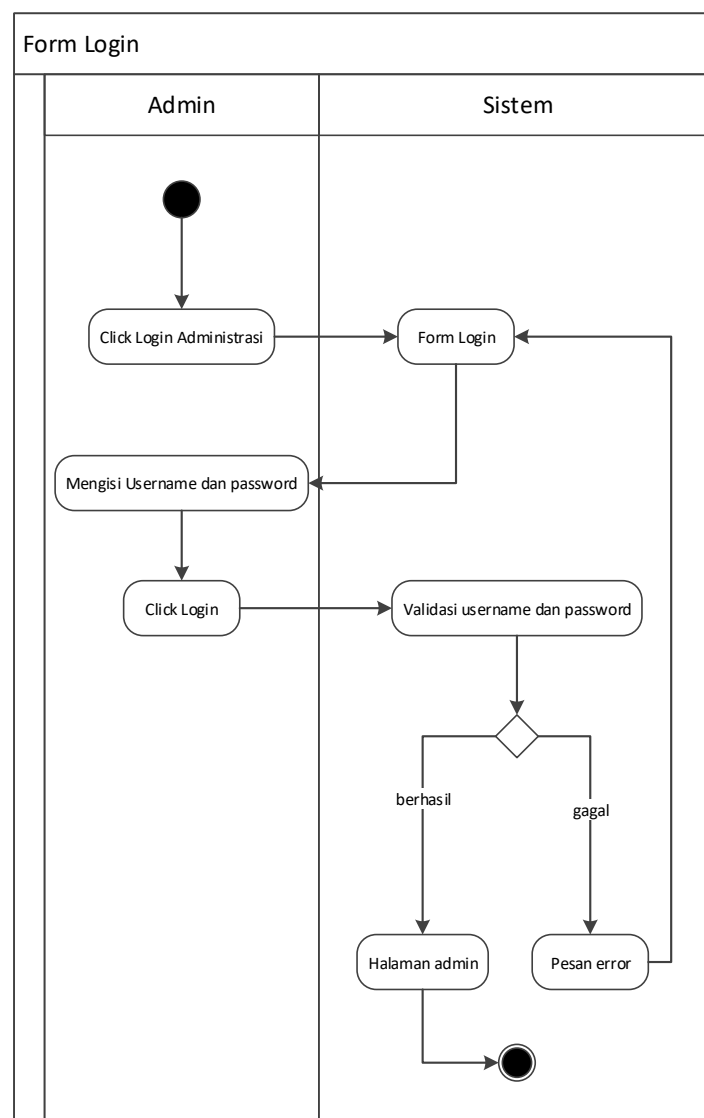 Form Login
Admin
Sistem
Click Login Administrasi
Form Login
Mengisi Username dan password
Click Login
Validasi username dan password
berhasil
gagal
Halaman admin
Pesan error